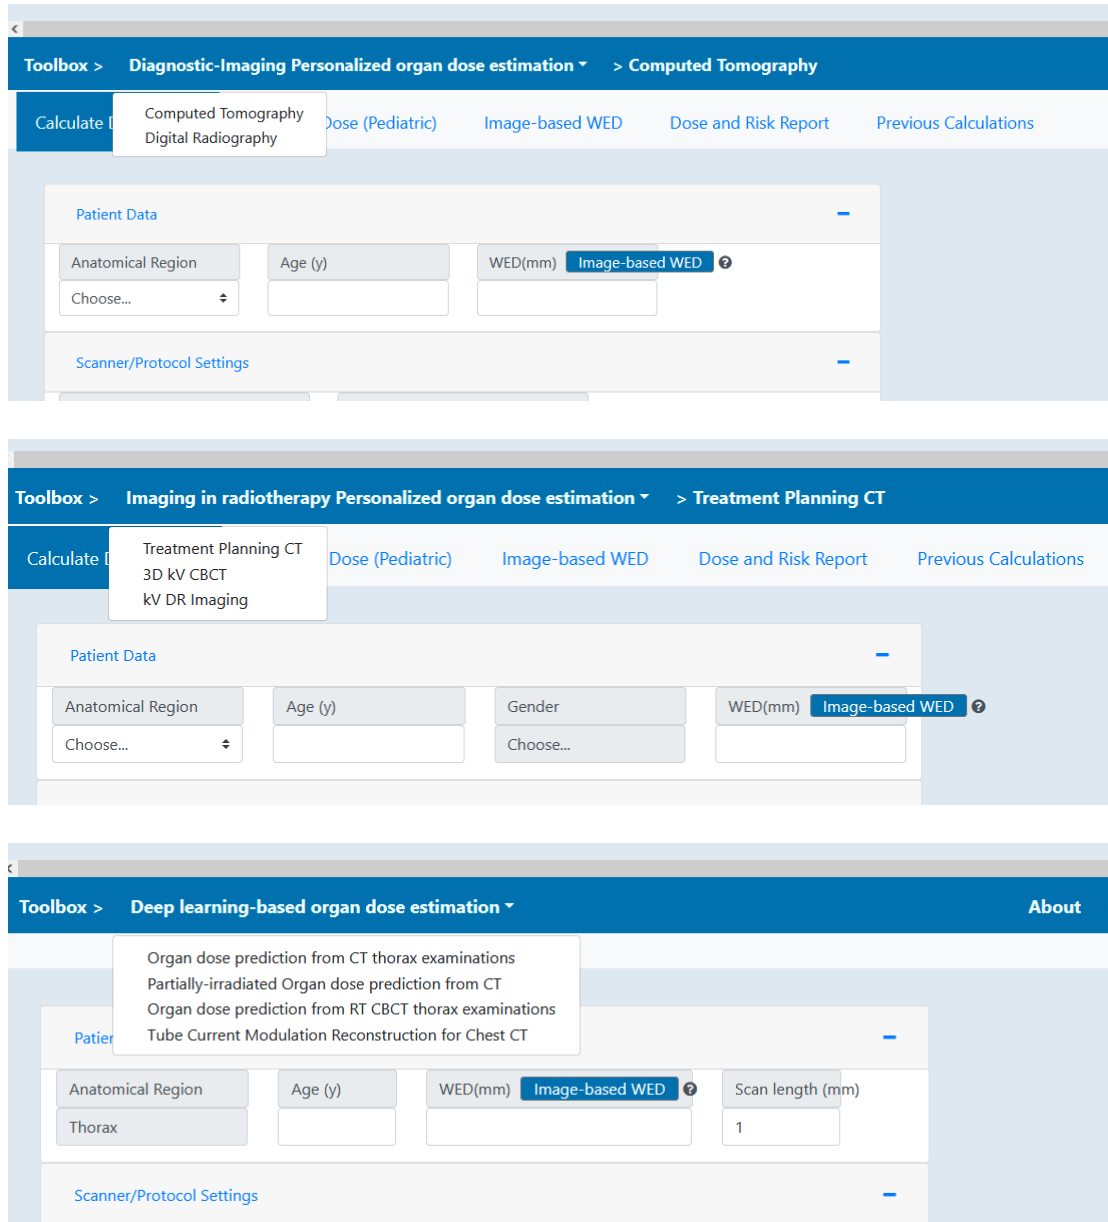 Toolbox > Diagnostic-Imaging Personalized organ dose estimation > Computed Tomography
Calculate Dose (Pediatric) Image-based WED Dose and Risk Report Previous Calculations
Computed Tomography
Digital Radiography
Patient Data
Anatomical Region Age (y) WED(mm) Image-based WED
Choose...
Scanner/Protocol Settings
Toolbox > Imaging in radiotherapy Personalized organ dose estimation > Treatment Planning CT
Calculate Dose (Pediatric) Image-based WED Dose and Risk Report Previous Calculations
Treatment Planning CT
3D kV CBCT
kV DR Imaging
Patient Data
Anatomical Region Age (y) Gender WED(mm) Image-based WED
Choose... Choose...
Toolbox > Deep learning-based organ dose estimation About
Organ dose prediction from CT thorax examinations
Partially-irradiated Organ dose prediction from CT
Organ dose prediction from RT CBCT thorax examinations
Tube Current Modulation Reconstruction for Chest CT
Anatomical Region Age (y) WED(mm) Image-based WED Scan length (mm)
Thorax 1
Scanner/Protocol Settings